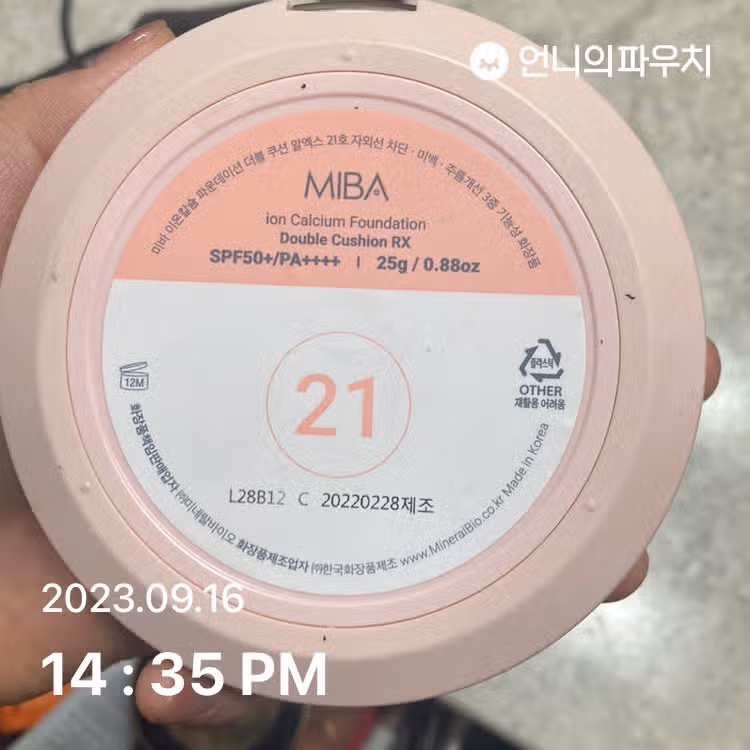 언니의파우치
미바 이온칼슘 파운데이션 더블 쿠션 알엑스 21호 자외선 차단 · 미백 · 주름개선 3중 기능성 화장품
MIBA
ion Calcium Foundation
Double Cushion RX
SPF50+/PA++++ | 25g / 0.88oz
21
12M
플라스틱
OTHER
재활용 어려움
L28B12 C 20220228제조
화장품책임판매업자 ㈜미네랄바이오 화장품제조업자 ㈜한국화장품제조 www.MineralBio.co.kr Made in Korea
2023.09.16
14 : 35 PM